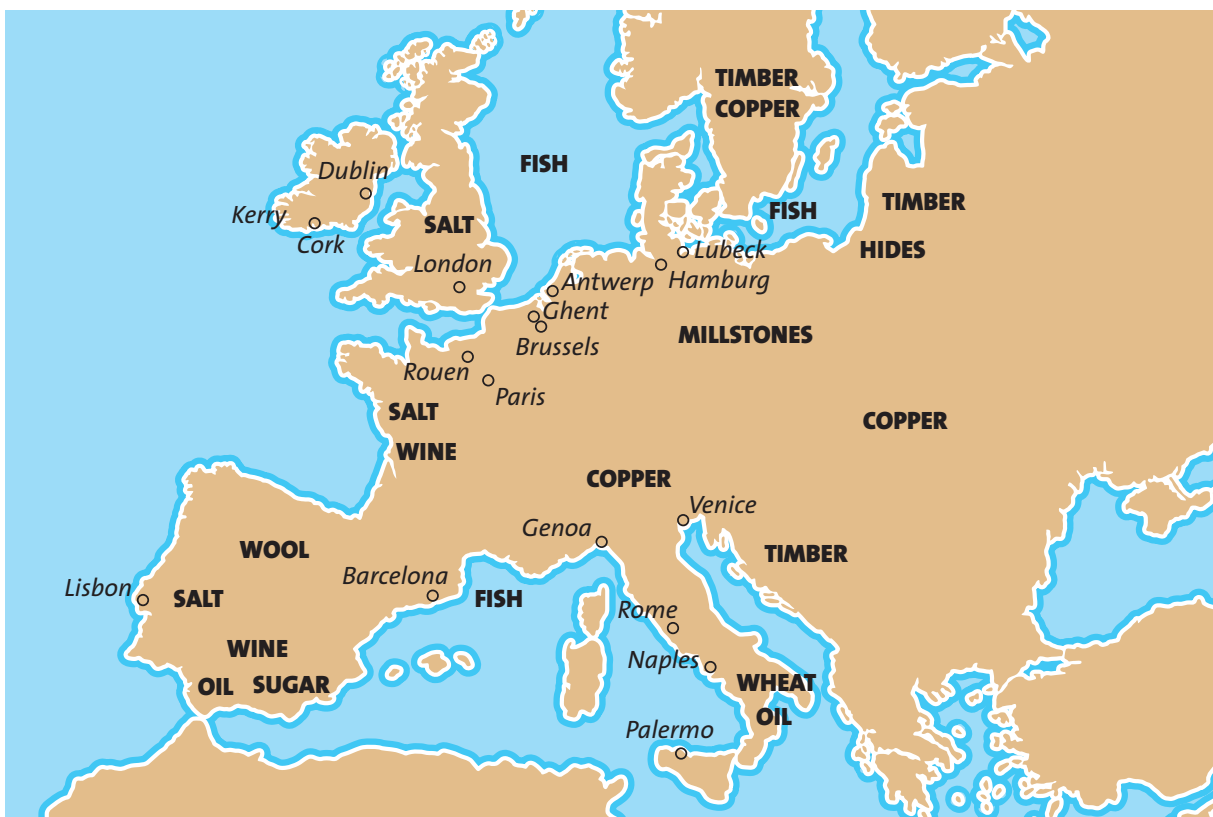 TIMBER
COPPER
FISH
Dublin
TIMBER
Kerry
FISH
SALT
Cork
HIDES
Lübeck
London
Antwerp
Hamburg
Ghent
MILLSTONES
Brussels
Rouen
Paris
SALT
COPPER
WINE
COPPER
Venice
Genoa
WOOL
TIMBER
Barcelona
Lisbon
SALT
FISH
Rome
WINE
Naples
OIL
SUGAR
WHEAT
OIL
Palermo